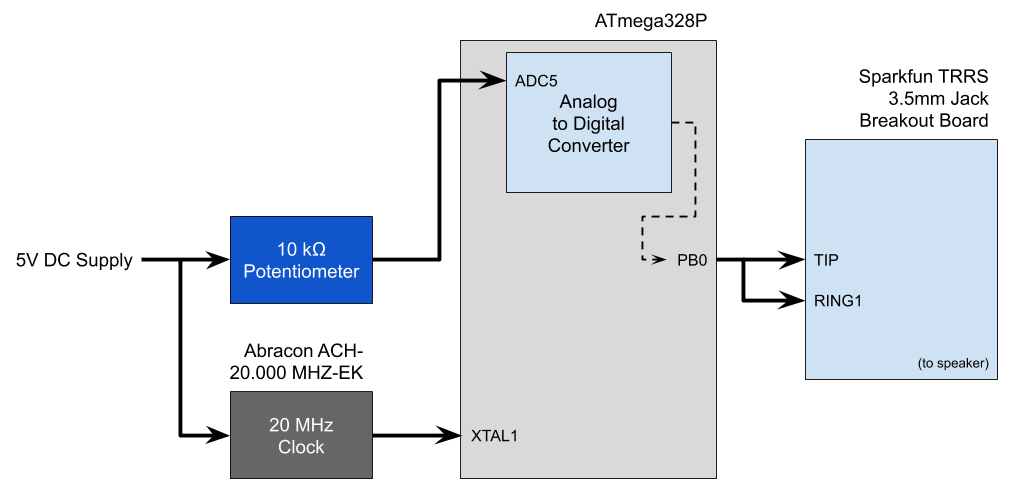 ATmega328P
ADC5
Analog
to Digital
Converter
Sparkfun TRRS
3.5mm Jack
Breakout Board
5V DC Supply
10 kΩ
Potentiometer
PB0
TIP
RING1
(to speaker)
Abracon ACH-
20.000 MHZ-EK
20 MHz
Clock
XTAL1